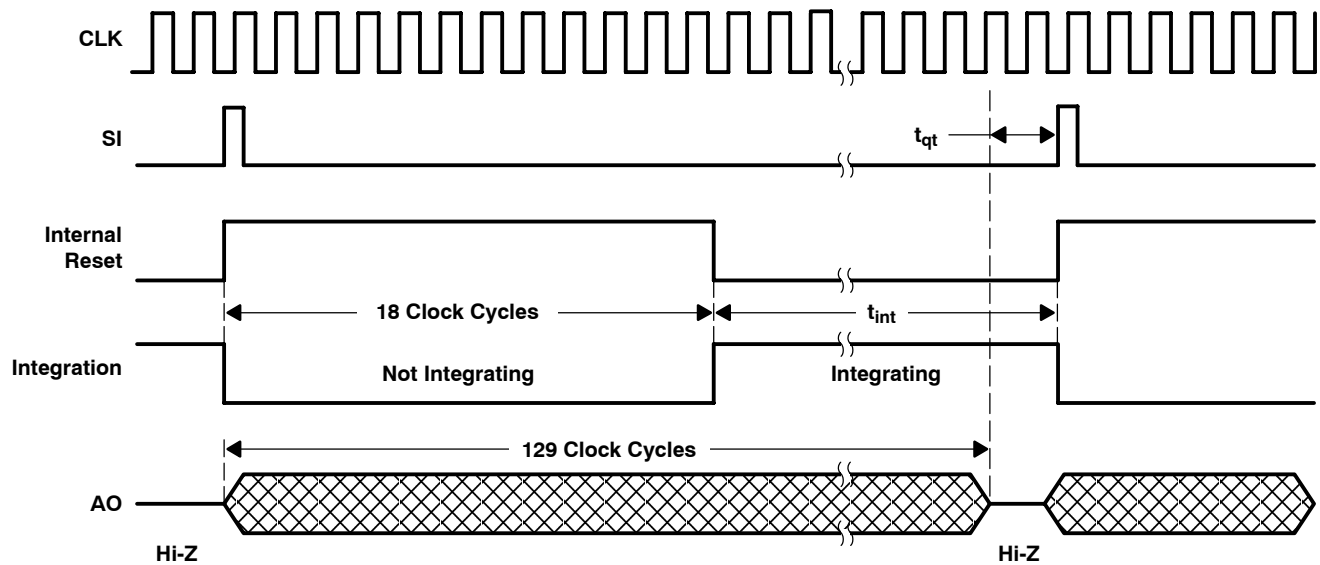 CLK
SI
t_qt
Internal
Reset
18 Clock Cycles
t_int
Integration
Not Integrating
Integrating
129 Clock Cycles
AO
Hi-Z
Hi-Z